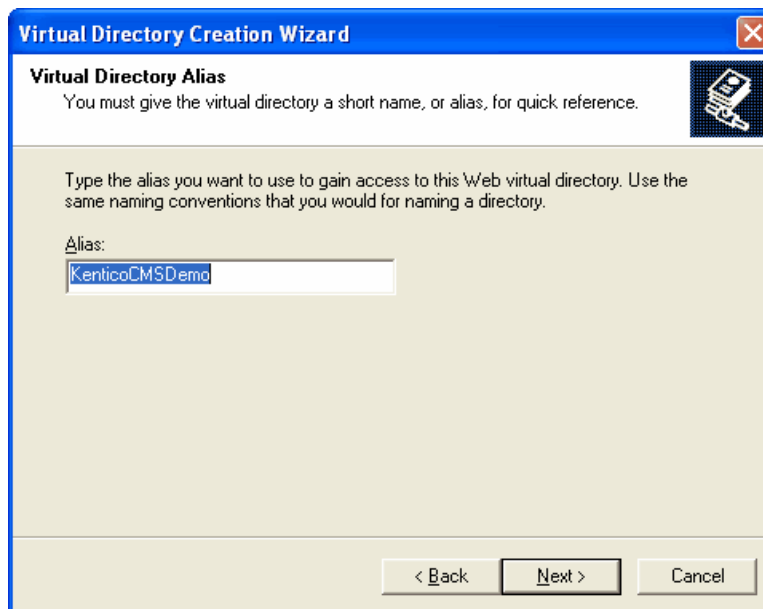 Virtual Directory Creation Wizard
Virtual Directory Alias
You must give the virtual directory a short name, or alias, for quick reference.
Type the alias you want to use to gain access to this Web virtual directory. Use the
same naming conventions that you would for naming a directory.
Alias:
KenticoCMSDemo
< Back Next > Cancel